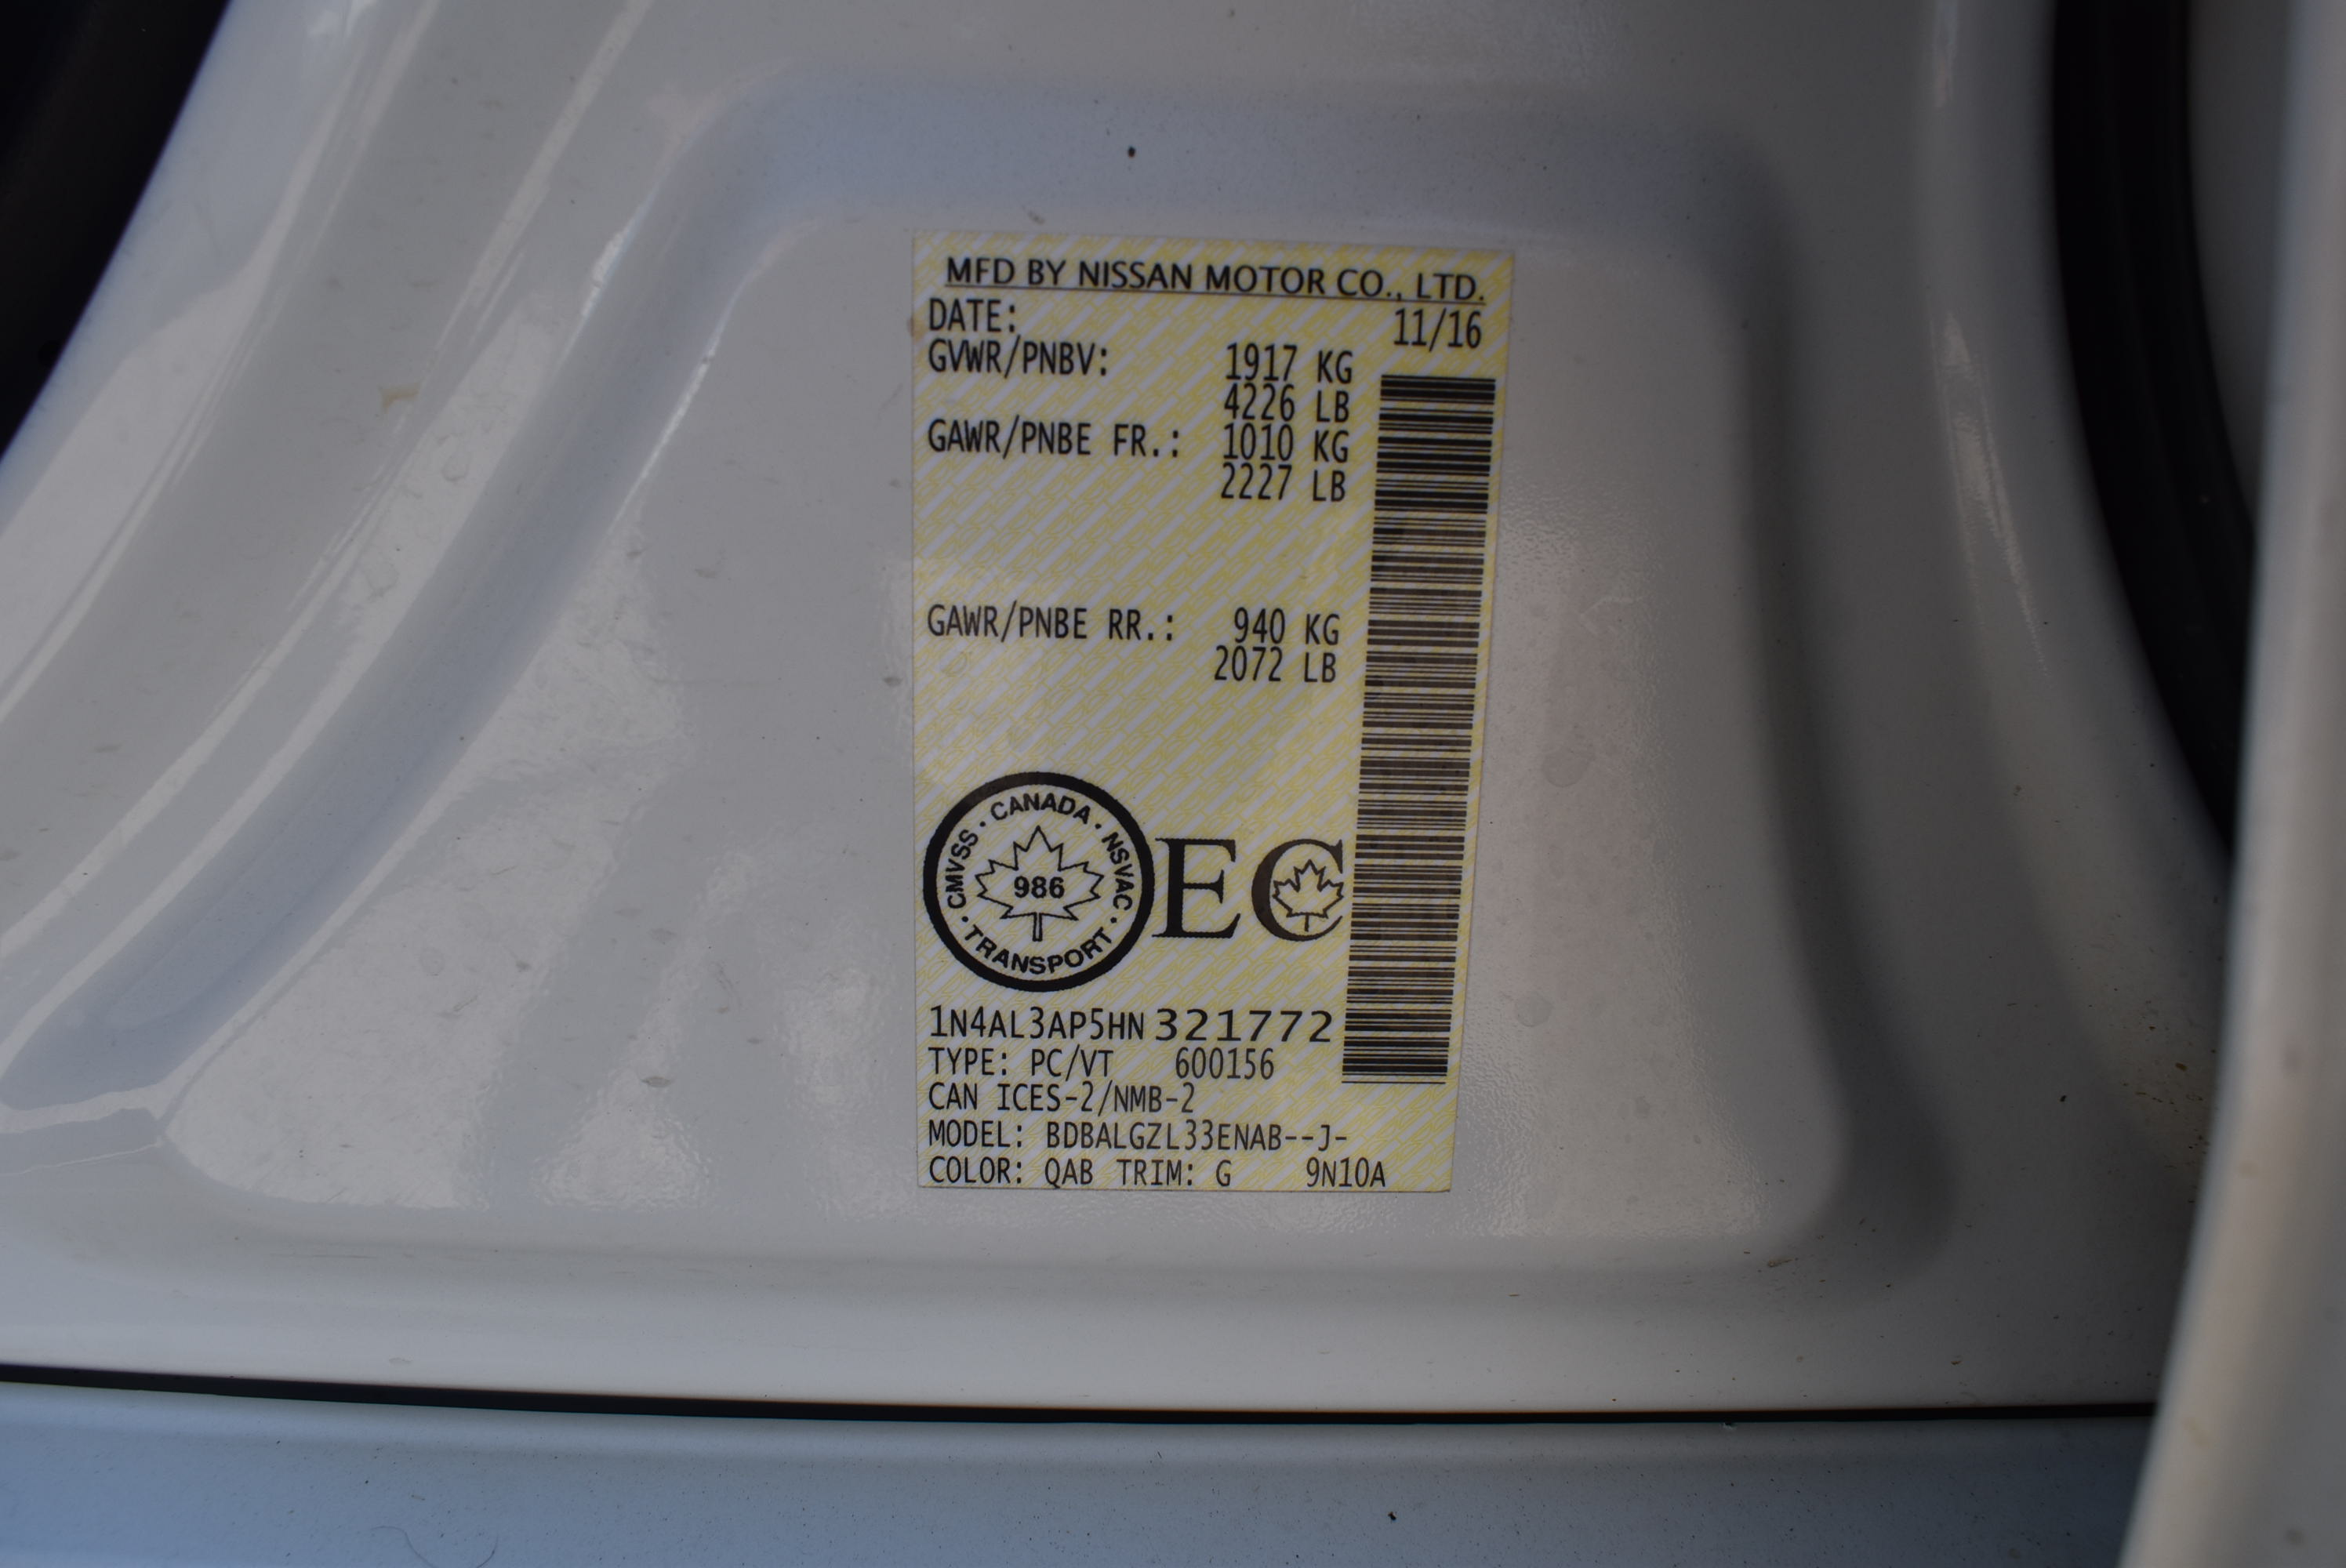 MFD BY NISSAN MOTOR CO., LTD.
DATE: 11/16
GVWR/PNBV: 1917 KG
4226 LB
GAWR/PNBE FR.: 1010 KG
2227 LB
GAWR/PNBE RR.: 940 KG
2072 LB
CMVSS · CANADA · NSVAC · TRANSPORT ·
986
EC
1N4AL3AP5HN321772
TYPE: PC/VT 600156
CAN ICES-2/NMB-2
MODEL: BDBALGZL33ENAB--J-
COLOR: QAB TRIM: G 9N10A